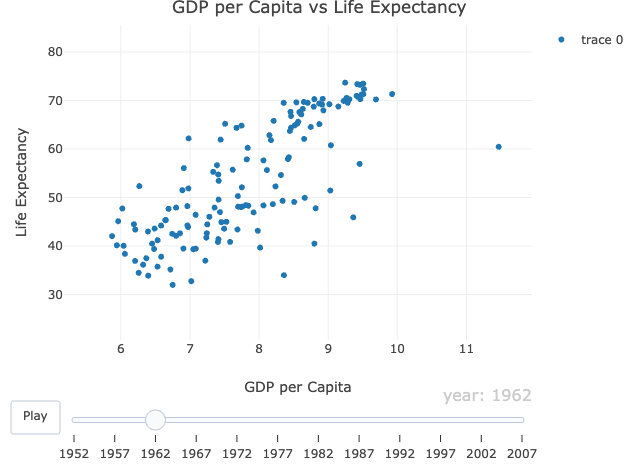 GDP per Capita vs Life Expectancy
trace 0
80
70
60
50
40
30
Life Expectancy
6 7 8 9 10 11
GDP per Capita
year: 1962
Play
1952 1957 1962 1967 1972 1977 1982 1987 1992 1997 2002 2007